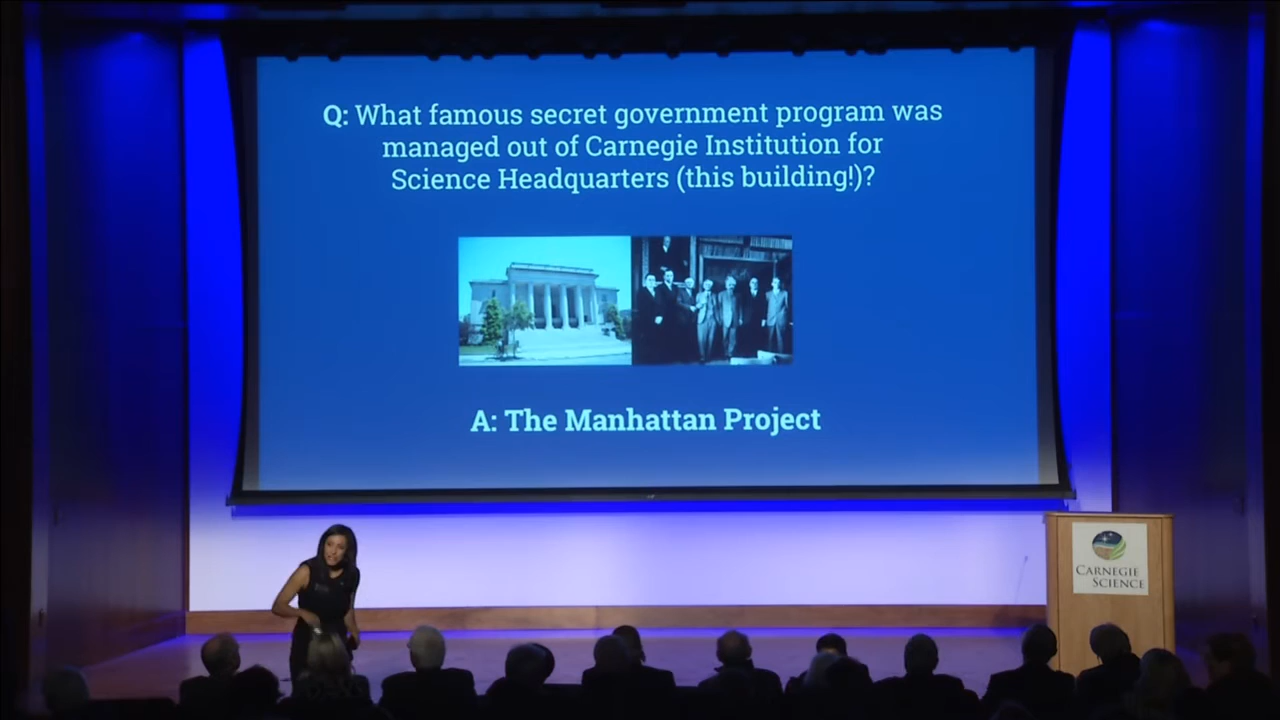 Q: What famous secret government program was
managed out of Carnegie Institution for
Science Headquarters (this building!)?
A: The Manhattan Project
CARNEGIE
SCIENCE